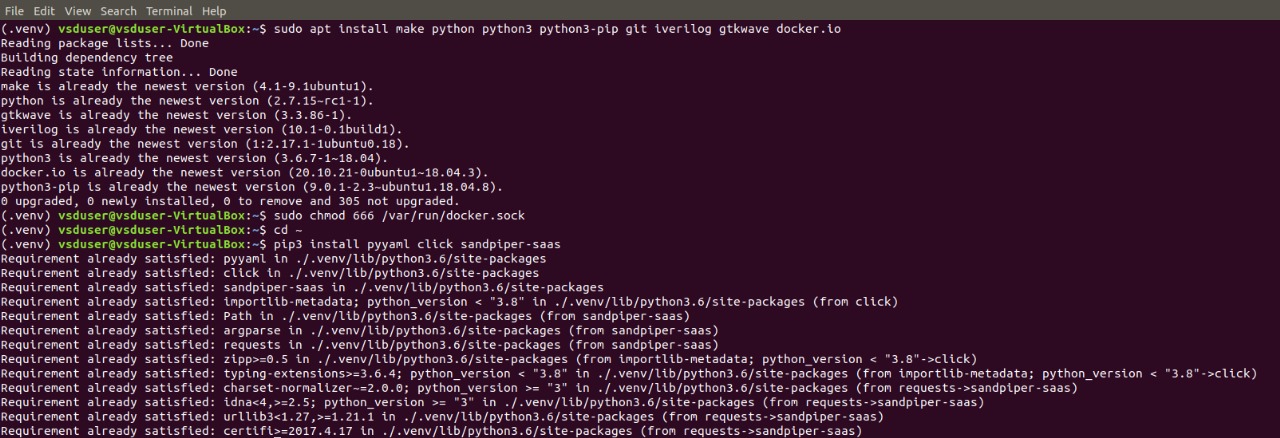 File Edit View Search Terminal Help
(.venv) vsduser@vsduser-VirtualBox:~$ sudo apt install make python python3 python3-pip git iverilog gtkwave docker.io
Reading package lists... Done
Building dependency tree
Reading state information... Done
make is already the newest version (4.1-9.1ubuntu1).
python is already the newest version (2.7.15~rc1-1).
gtkwave is already the newest version (3.3.86-1).
iverilog is already the newest version (10.1-0.1build1).
git is already the newest version (1:2.17.1-1ubuntu0.18).
python3 is already the newest version (3.6.7-1~18.04).
docker.io is already the newest version (20.10.21-0ubuntu1~18.04.3).
python3-pip is already the newest version (9.0.1-2.3~ubuntu1.18.04.8).
0 upgraded, 0 newly installed, 0 to remove and 305 not upgraded.
(.venv) vsduser@vsduser-VirtualBox:~$ sudo chmod 666 /var/run/docker.sock
(.venv) vsduser@vsduser-VirtualBox:~$ cd ~
(.venv) vsduser@vsduser-VirtualBox:~$ pip3 install pyyaml click sandpiper-saas
Requirement already satisfied: pyyaml in ./.venv/lib/python3.6/site-packages
Requirement already satisfied: click in ./.venv/lib/python3.6/site-packages
Requirement already satisfied: sandpiper-saas in ./.venv/lib/python3.6/site-packages
Requirement already satisfied: importlib-metadata; python_version < "3.8" in ./.venv/lib/python3.6/site-packages (from click)
Requirement already satisfied: Path in ./.venv/lib/python3.6/site-packages (from sandpiper-saas)
Requirement already satisfied: argparse in ./.venv/lib/python3.6/site-packages (from sandpiper-saas)
Requirement already satisfied: requests in ./.venv/lib/python3.6/site-packages (from sandpiper-saas)
Requirement already satisfied: zipp>=0.5 in ./.venv/lib/python3.6/site-packages (from importlib-metadata; python_version < "3.8"->click)
Requirement already satisfied: typing-extensions>=3.6.4; python_version < "3.8" in ./.venv/lib/python3.6/site-packages (from importlib-metadata; python_version < "3.8"->click)
Requirement already satisfied: charset-normalizer~=2.0.0; python_version >= "3" in ./.venv/lib/python3.6/site-packages (from requests->sandpiper-saas)
Requirement already satisfied: idna<4,>=2.5; python_version >= "3" in ./.venv/lib/python3.6/site-packages (from requests->sandpiper-saas)
Requirement already satisfied: urllib3<1.27,>=1.21.1 in ./.venv/lib/python3.6/site-packages (from requests->sandpiper-saas)
Requirement already satisfied: certifi>=2017.4.17 in ./.venv/lib/python3.6/site-packages (from requests->sandpiper-saas)